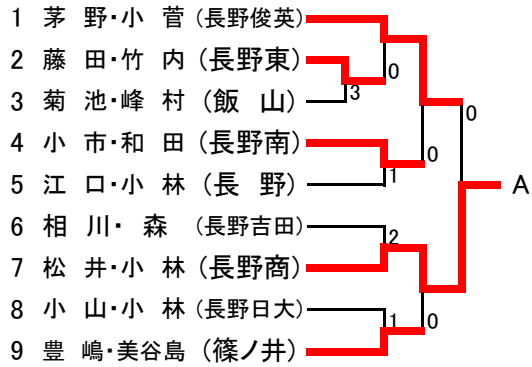 1 茅 野・小 菅 (長野俊英)
2 藤 田・竹 内 (長野東)
0
3 菊 池・峰 村 (飯 山)
3
0
4 小 市・和 田 (長野南)
0
5 江 口・小 林 (長 野)
1
A
6 相 川・ 森 (長野吉田)
2
7 松 井・小 林 (長野商)
8 小 山・小 林 (長野日大)
1
0
9 豊 嶋・美谷島 (篠ノ井)